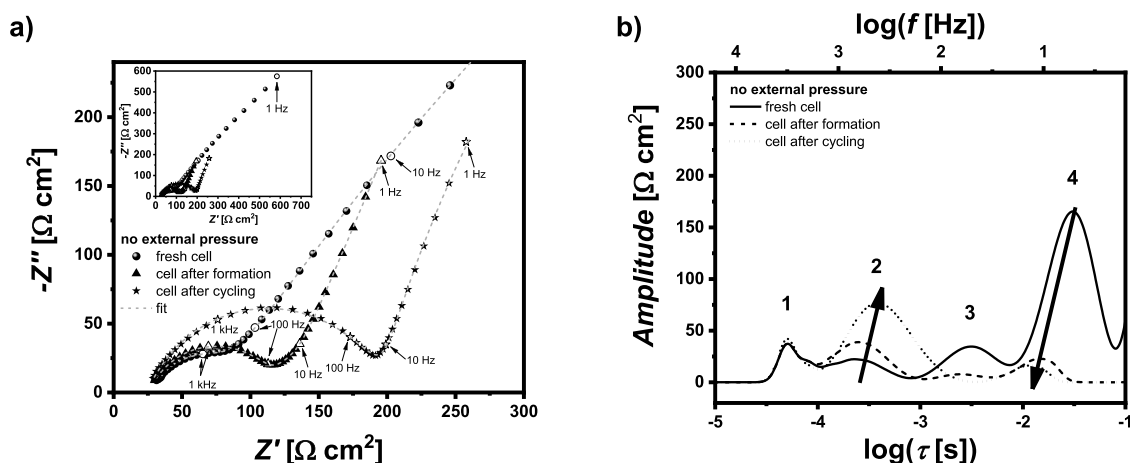 a)
600
500
400
300
200
100
0
-Z″ [Ω cm²]
1 Hz
0 100 200 300 400 500 600 700
Z′ [Ω cm²]
no external pressure
fresh cell
cell after formation
cell after cycling
fit
1 kHz
100 Hz
1 kHz
10 Hz
100 Hz
10 Hz
1 Hz
10 Hz
1 Hz
200
150
100
50
0
-Z″ [Ω cm²]
0 50 100 150 200 250 300
Z′ [Ω cm²]
b)
log(f [Hz])
4 3 2 1
no external pressure
fresh cell
cell after formation
cell after cycling
1
2
3
4
300
250
200
150
100
50
0
Amplitude [Ω cm²]
-5 -4 -3 -2 -1
log(τ [s])